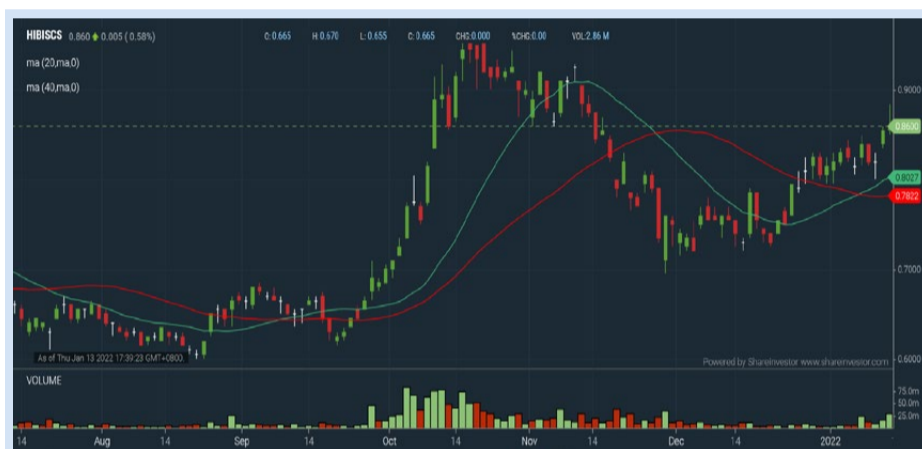 HIBISCS 0.860 0.005 ( 0.58%) O: 0.665 H: 0.670 L: 0.655 C: 0.665 CHG:0.000 %CHG:0.00 VOL:2.86 M
ma (20,ma,0)
ma (40,ma,0)
0.9000
0.8600
0.8027
0.7822
0.7000
0.6000
As of Thu Jan 13 2022 17:39:23 GMT+0800.
Powered by ShareInvestor www.shareinvestor.com
VOLUME
75.0m
50.0m
25.0m
14 Aug 14 Sep 14 Oct 14 Nov 14 Dec 14 2022